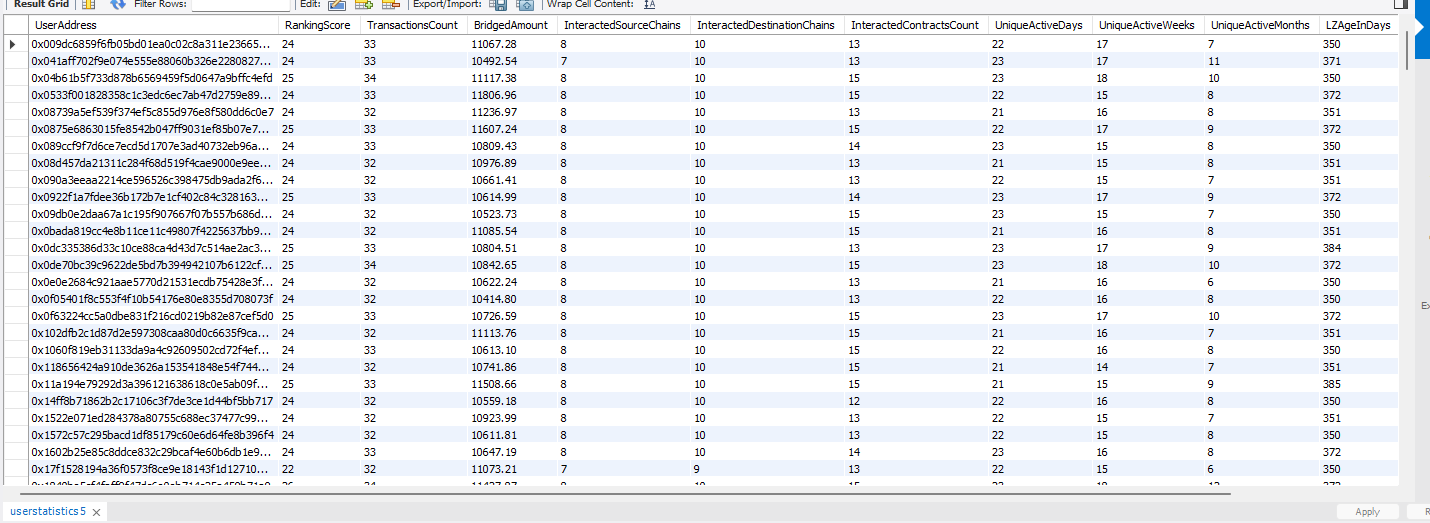 Result Grid Filter Rows: Edit: Export/Import: Wrap Cell Content: IA
UserAddress RankingScore TransactionsCount BridgedAmount InteractedSourceChains InteractedDestinationChains InteractedContractsCount UniqueActiveDays UniqueActiveWeeks UniqueActiveMonths LZAgeInDays
0x009dc6859f6fb05bd01ea0c02c8a311e23665... 24 33 11067.28 8 10 13 22 17 7 350
0x041aff702f9e074e555e88060b326e2280827... 24 33 10492.54 7 10 13 23 17 11 371
0x04b61b5f733d878b6569459f5d0647a9bffc4efd 25 34 11117.38 8 10 15 23 18 10 350
0x0533f001828358c1c3edc6ec7ab47d2759e89... 24 33 11806.96 8 10 15 22 15 8 372
0x08739a5ef539f374ef5c855d976e8f580dd6c0e7 24 32 11236.97 8 10 13 21 16 8 351
0x0875e6863015fe8542b047ff9031ef85b07e7... 25 33 11607.24 8 10 15 22 17 9 372
0x089ccf9f7d6ce7ecd5d1707e3ad40732eb96a... 24 33 10809.43 8 10 14 23 15 8 350
0x08d457da21311c284f68d519f4cae9000e9ee... 24 32 10976.89 8 10 13 21 15 8 351
0x090a3eeaa2214ce596526c398475db9ada2f6... 24 32 10661.41 8 10 13 22 15 7 351
0x0922f1a7fdee36b172b7e1cf402c84c328163... 25 33 10614.99 8 10 14 23 17 9 372
0x09db0e2daa67a1c195f907667f07b557b686d... 24 32 10523.73 8 10 15 23 15 7 350
0x0bada819cc4e8b11ce11c49807f4225637bb9... 24 32 11085.54 8 10 15 21 16 8 351
0x0dc335386d33c10ce88ca4d43d7c514ae2ac3... 25 33 10804.51 8 10 13 23 17 9 384
0x0de70bc39c9622de5bd7b394942107b6122cf... 25 34 10842.65 8 10 15 23 18 10 372
0x0e0e2684c921aae5770d21531ecdb75428e3f... 24 32 10622.24 8 10 13 21 16 6 350
0x0f05401f8c553f4f10b54176e80e8355d708073f 24 32 10414.80 8 10 13 22 16 8 350
0x0f63224cc5a0dbe831f216cd0219b82e87cef5d0 25 33 10726.59 8 10 15 23 17 10 372
0x102dfb2c1d87d2e597308caa80d0c6635f9ca... 24 32 11113.76 8 10 15 21 16 7 351
0x1060f819eb31133da9a4c92609502cd72f4ef... 24 33 10613.10 8 10 15 22 16 8 350
0x118656424a910de3626a153541848e54f744... 24 32 10741.86 8 10 15 21 14 7 351
0x11a194e79292d3a396121638618c0e5ab09f... 25 33 11508.66 8 10 15 21 15 9 385
0x14ff8b71862b2c17106c3f7de3ce1d44bf5bb717 24 32 10559.18 8 10 12 22 16 8 350
0x1522e071ed284378a80755c688ec37477c99... 24 32 10923.99 8 10 13 22 15 7 351
0x1572c57c295bacd1df85179c60e6d64fe8b396f4 24 32 10611.81 8 10 13 22 15 8 350
0x1602b25e85c8ddce832c29bcaf4e60b6db1e9... 24 33 10647.19 8 10 14 23 16 8 372
0x17f1528194a36f0573f8ce9e18143f1d12710... 22 32 11073.21 7 9 13 22 15 6 350
userstatistics5
Apply